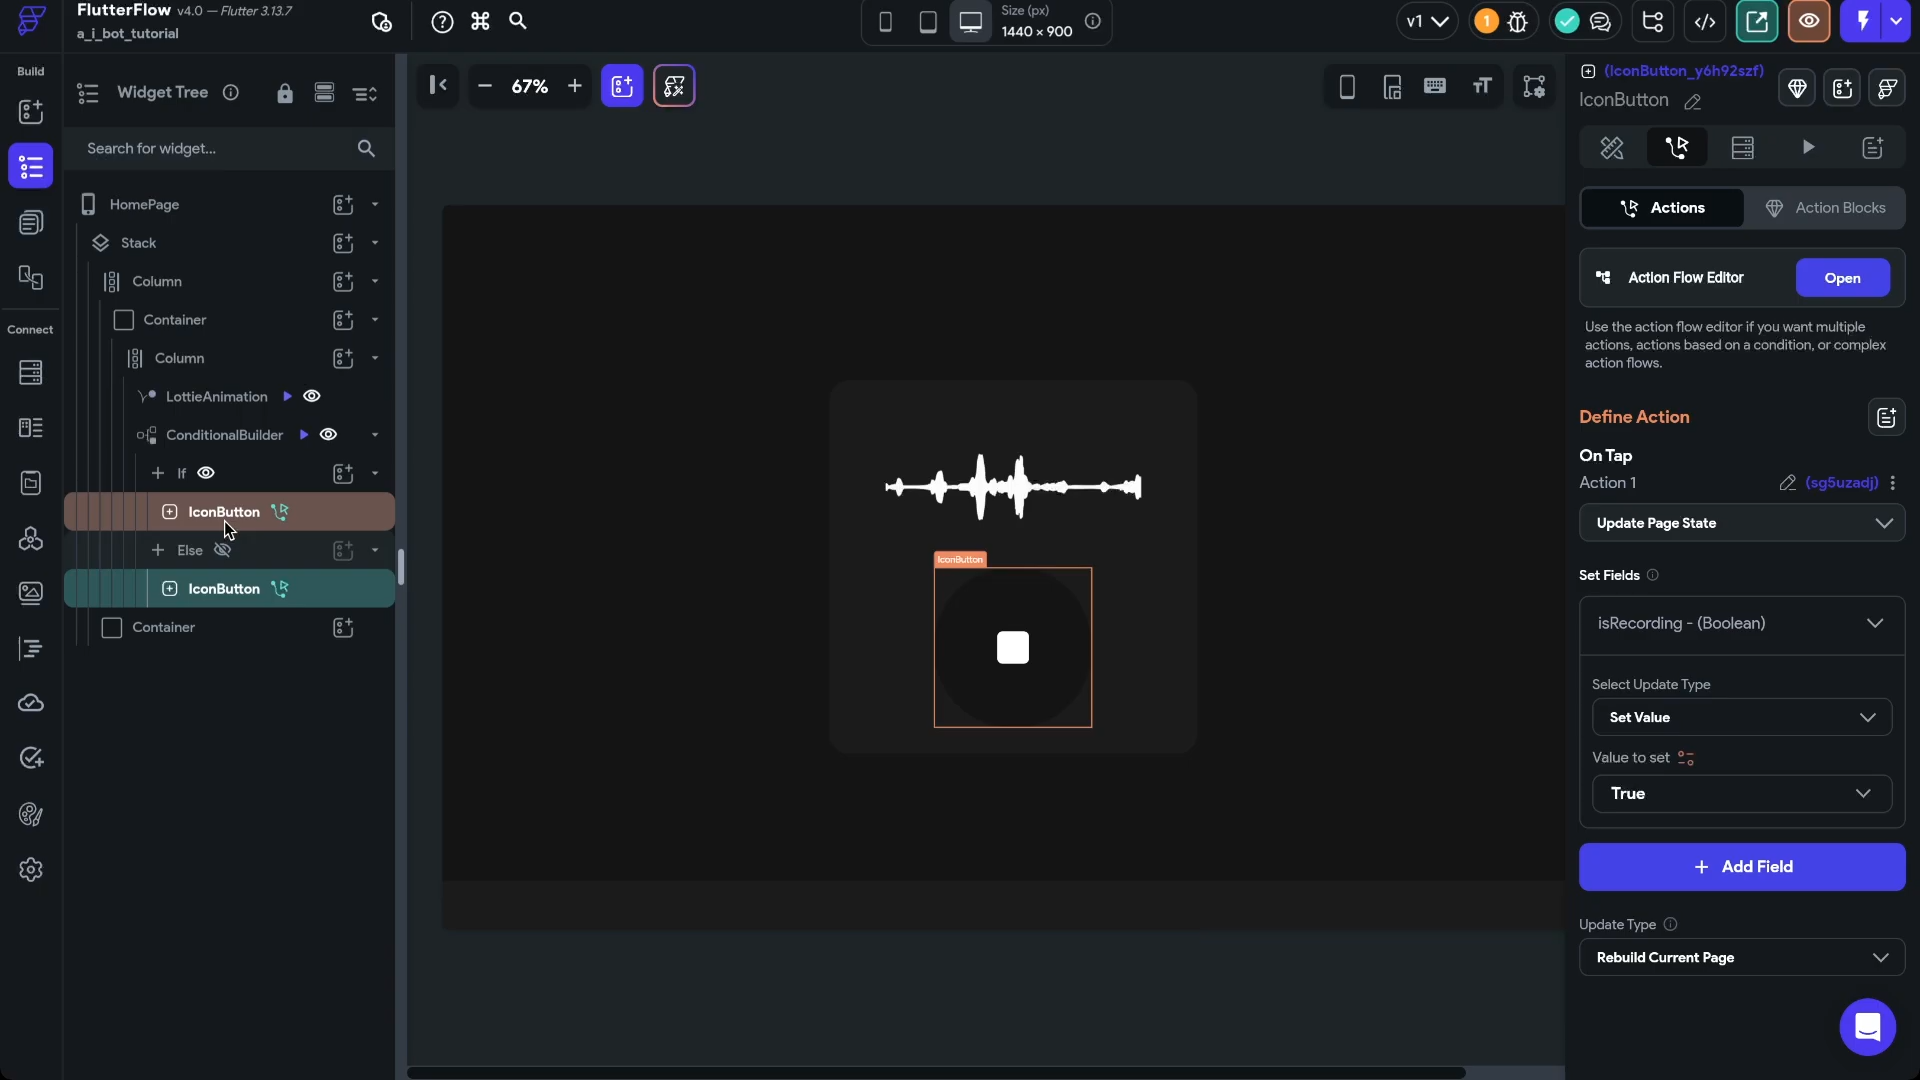 FlutterFlow v4.0 — Flutter 3.13.7
a_i_bot_tutorial
Size (px)
1440 × 900
v1
1
Build
Widget Tree
67%
(IconButton_y6h92szf)
IconButton
Search for widget...
Actions
Action Blocks
HomePage
Stack
Column
Container
Column
LottieAnimation
ConditionalBuilder
If
IconButton
Else
IconButton
Container
Connect
IconButton
Action Flow Editor
Open
Use the action flow editor if you want multiple
actions, actions based on a condition, or complex
action flows.
Define Action
On Tap
Action 1
(sg5uzadj)
Update Page State
Set Fields
isRecording - (Boolean)
Select Update Type
Set Value
Value to set
True
+ Add Field
Update Type
Rebuild Current Page